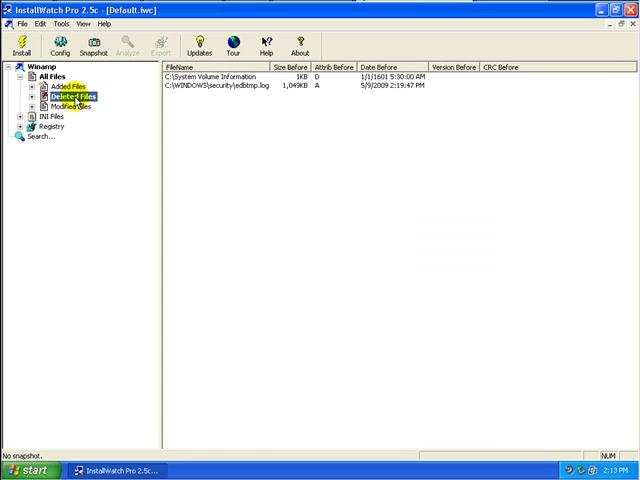 InstallWatch Pro 2.5c - [Default.iwc]
File Edit Tools View Help
Install Config Snapshot Analyze Export Updates Tour Help About
Winamp
All Files
Added Files
Deleted Files
Modified Files
INI Files
Registry
Search...
FileName Size Before Attrib Before Date Before Version Before CRC Before
C:\System Volume Information 1KB D 1/1/1601 5:30:00 AM
C:\WINDOWS\security\edbtmp.log 1,049KB A 5/9/2009 2:19:47 PM
No snapshot. NUM
start InstallWatch Pro 2.5c... 2:13 PM